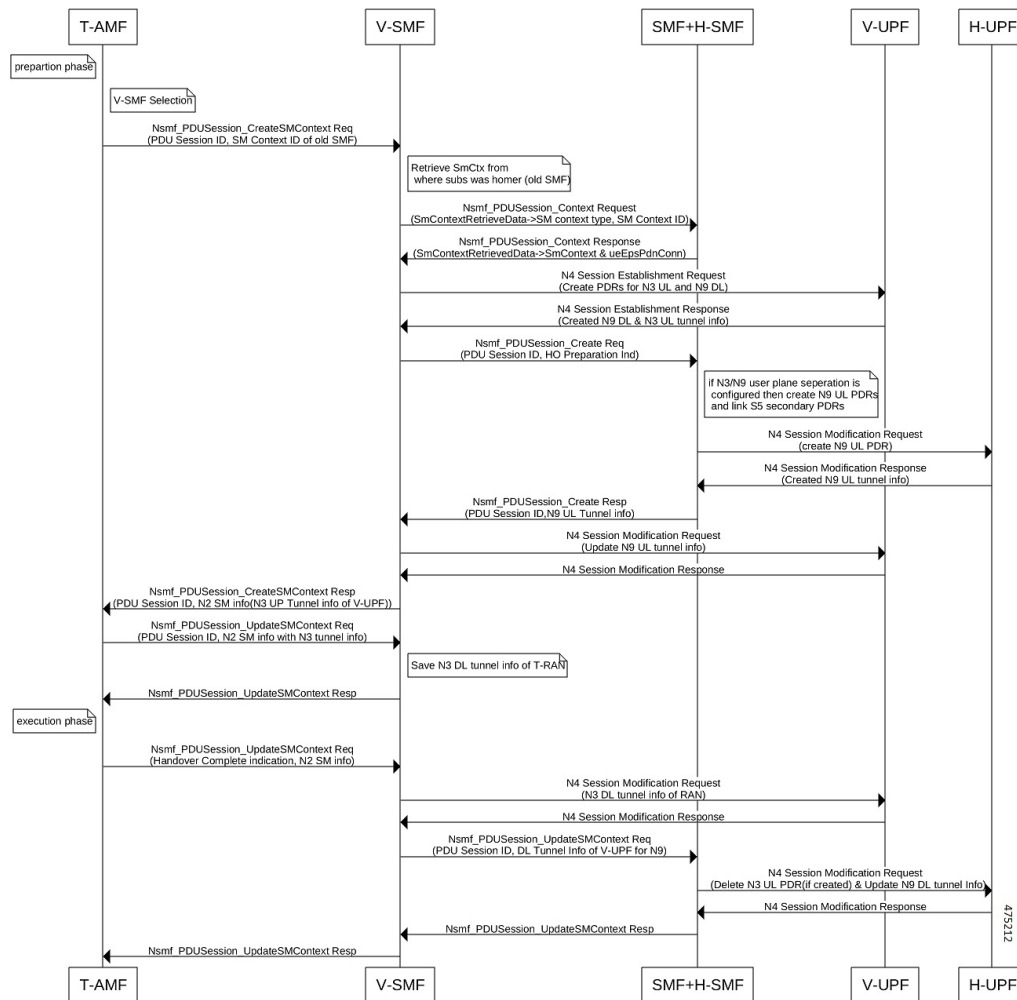 T-AMF
V-SMF
SMF+H-SMF
V-UPF
H-UPF
prepartion phase
V-SMF Selection
Nsmf_PDUSession_CreateSMContext Req
(PDU Session ID, SM Context ID of old SMF)
Retrieve SmCtx from
where subs was homer (old SMF)
Nsmf_PDUSession_Context Request
(SmContextRetrieveData->SM context type, SM Context ID)
Nsmf_PDUSession_Context Response
(SmContextRetrievedData->SmContext & ueEpsPdnConn)
N4 Session Establishment Request
(Create PDRs for N3 UL and N9 DL)
N4 Session Establishment Response
(Created N9 DL & N3 UL tunnel info)
Nsmf_PDUSession_Create Req
(PDU Session ID, HO Preparation Ind)
if N3/N9 user plane seperation is
configured then create N9 UL PDRs
and link S5 secondary PDRs
N4 Session Modification Request
(create N9 UL PDR)
N4 Session Modification Response
(Created N9 UL tunnel info)
Nsmf_PDUSession_Create Resp
(PDU Session ID,N9 UL Tunnel info)
N4 Session Modification Request
(Update N9 UL tunnel info)
N4 Session Modification Response
Nsmf_PDUSession_CreateSMContext Resp
(PDU Session ID, N2 SM info(N3 UP Tunnel info of V-UPF))
Nsmf_PDUSession_UpdateSMContext Req
(PDU Session ID, N2 SM info with N3 tunnel info)
Save N3 DL tunnel info of T-RAN
Nsmf_PDUSession_UpdateSMContext Resp
execution phase
Nsmf_PDUSession_UpdateSMContext Req
(Handover Complete indication, N2 SM info)
N4 Session Modification Request
(N3 DL tunnel info of RAN)
N4 Session Modification Response
Nsmf_PDUSession_UpdateSMContext Req
(PDU Session ID, DL Tunnel Info of V-UPF for N9)
N4 Session Modification Request
(Delete N3 UL PDR(if created) & Update N9 DL tunnel Info)
N4 Session Modification Response
Nsmf_PDUSession_UpdateSMContext Resp
Nsmf_PDUSession_UpdateSMContext Resp
475212
T-AMF
V-SMF
SMF+H-SMF
V-UPF
H-UPF